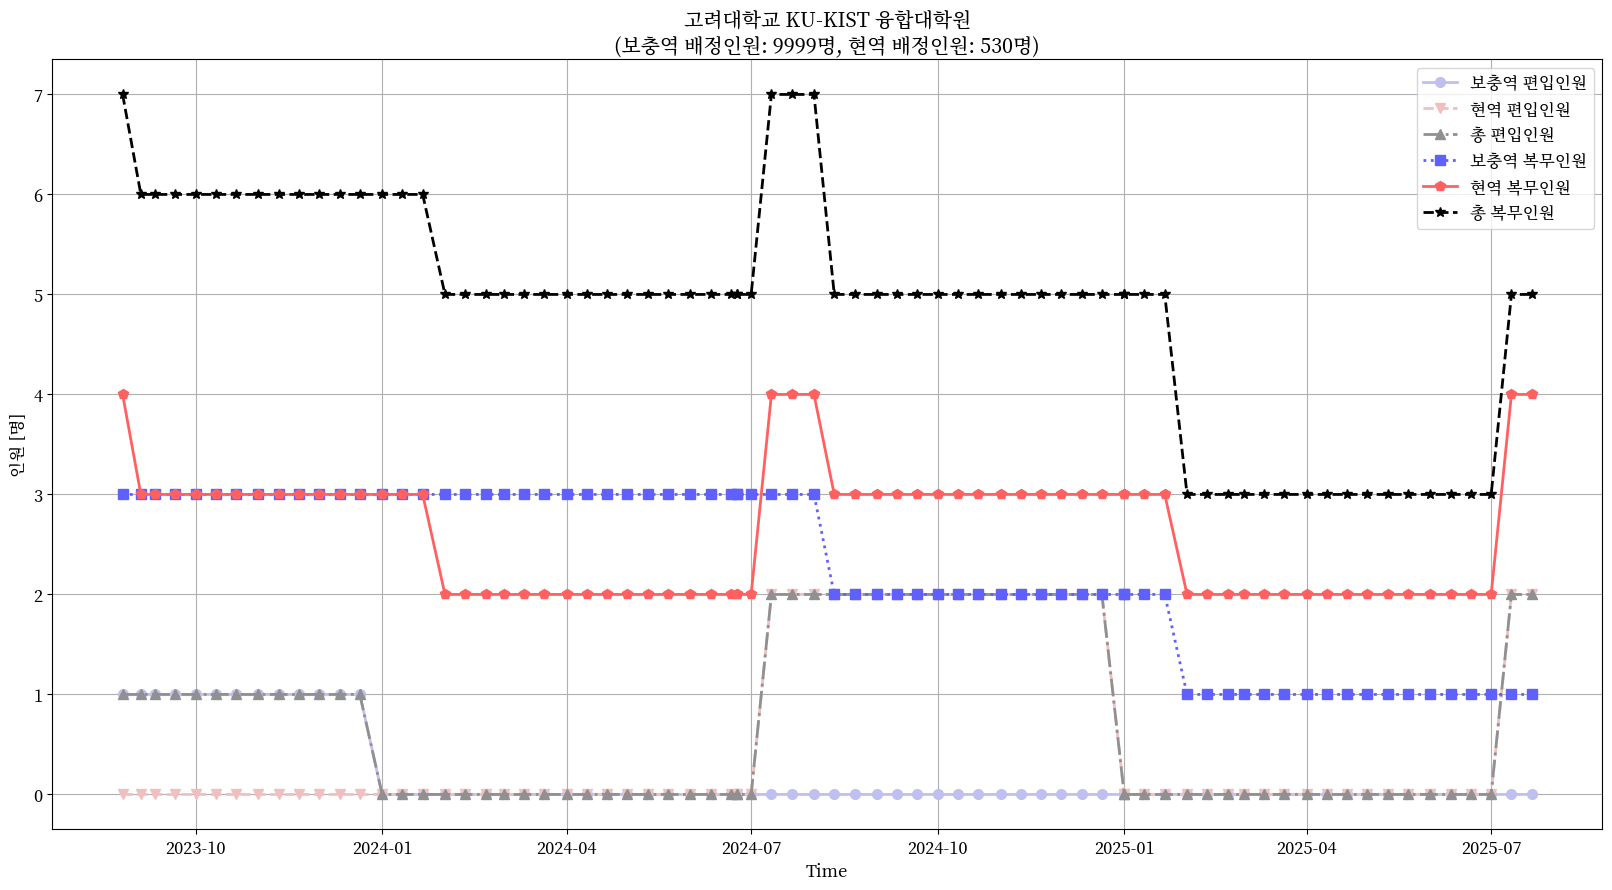 고려대학교 KU-KIST 융합대학원
(보충역 배정인원: 9999명, 현역 배정인원: 530명)
보충역 편입인원
현역 편입인원
총 편입인원
보충역 복무인원
현역 복무인원
총 복무인원
인원 [명]
7
6
5
4
3
2
1
0
2023-10
2024-01
2024-04
2024-07
2024-10
2025-01
2025-04
2025-07
Time